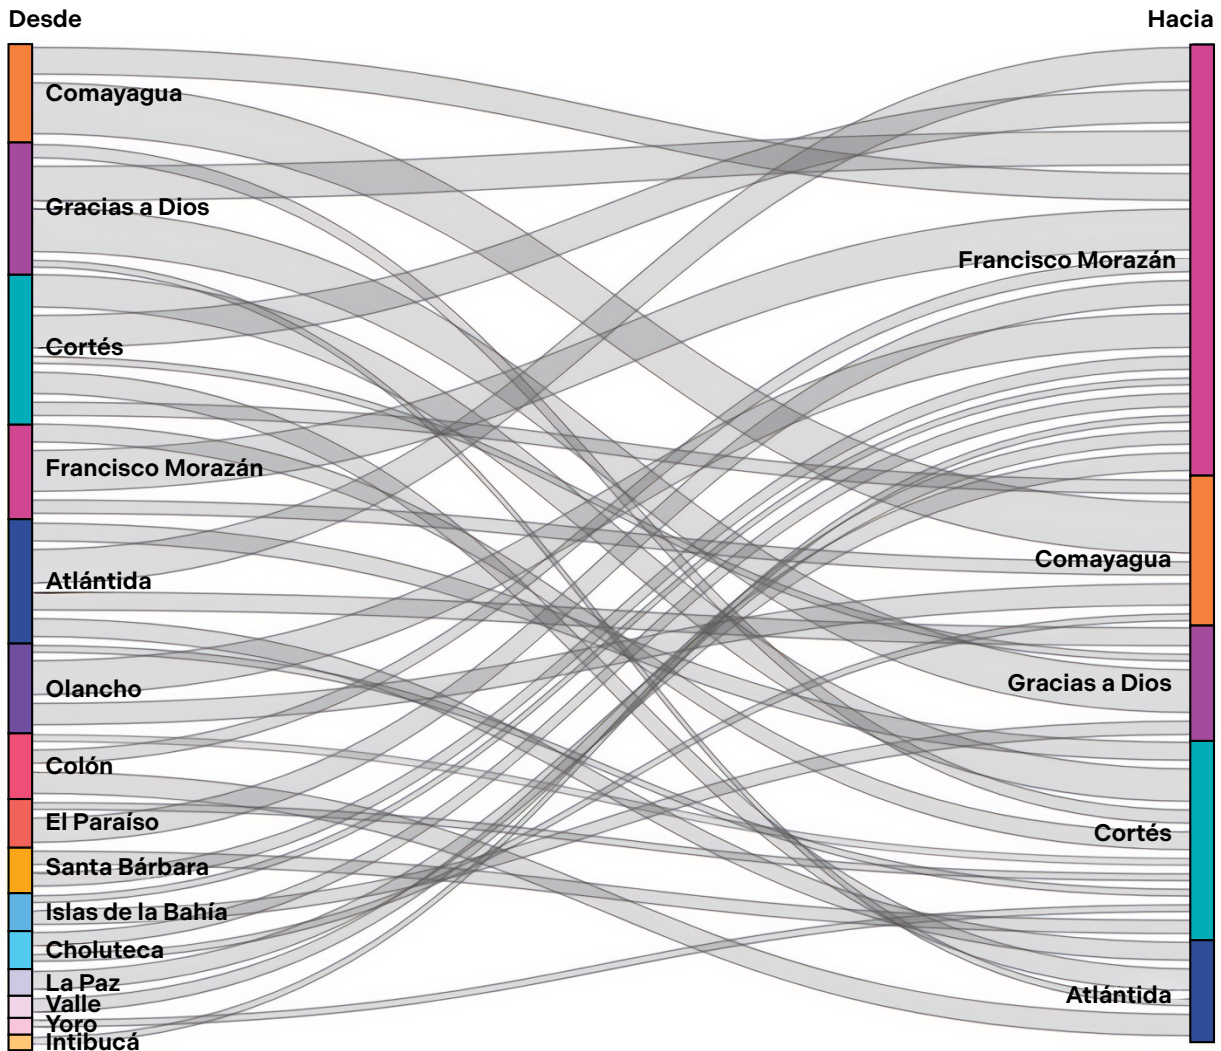 Desde
Hacia
Comayagua
Gracias a Dios
Cortés
Francisco Morazán
Atlántida
Olancho
Colón
El Paraíso
Santa Bárbara
Islas de la Bahía
Choluteca
La Paz
Valle
Yoro
Intibucá
Francisco Morazán
Comayagua
Gracias a Dios
Cortés
Atlántida